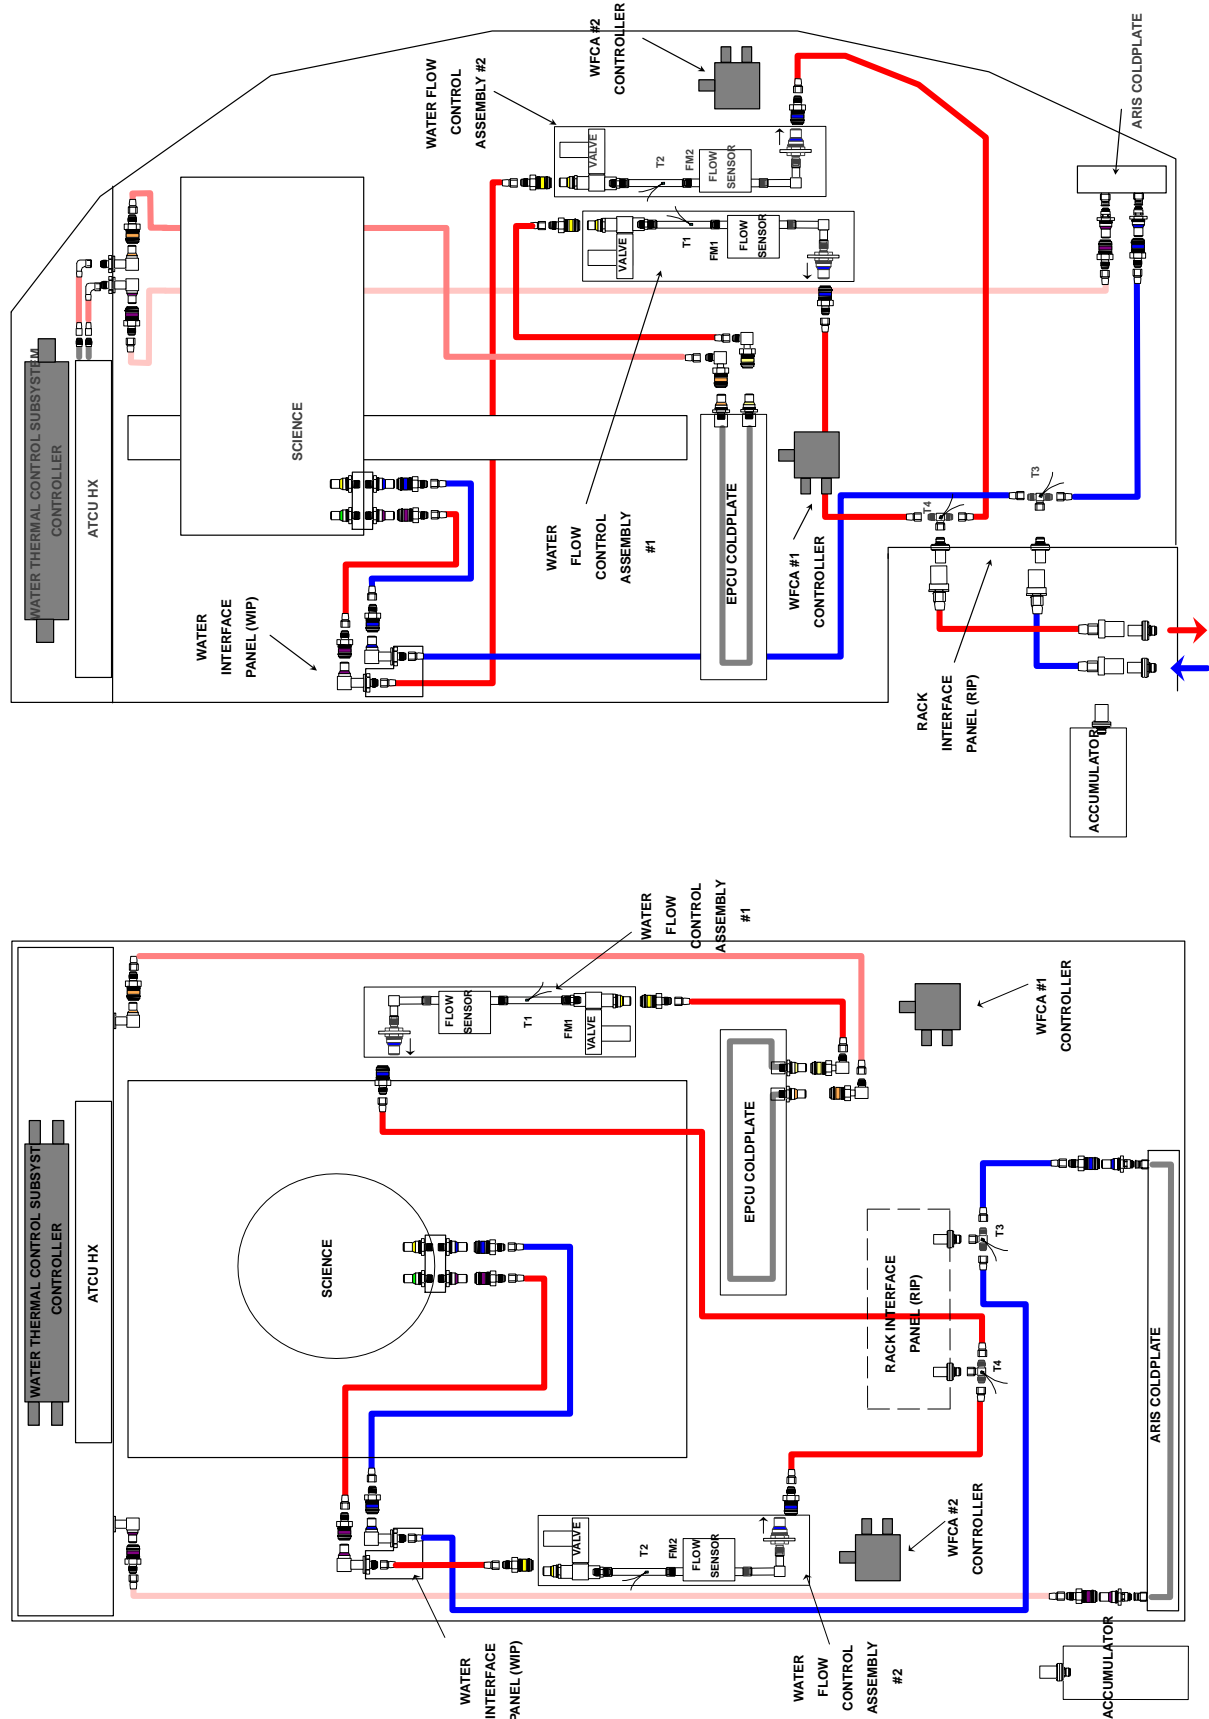 WATER THERMAL CONTROL SUBSYSTEM
CONTROLLER
ATCU HX
SCIENCE
WATER
INTERFACE
PANEL (WIP)
WATER FLOW
CONTROL
ASSEMBLY #2
WFCA #2
CONTROLLER
VALVE
T2
FM2
FLOW
SENSOR
VALVE
T1
FM1
FLOW
SENSOR
WATER
FLOW
CONTROL
ASSEMBLY
#1
EPCU COLDPLATE
WFCA #1
CONTROLLER
T4
T3
RACK
INTERFACE
PANEL (RIP)
ARIS COLDPLATE
ACCUMULATOR
WATER THERMAL CONTROL SUBSYST
CONTROLLER
ATCU HX
SCIENCE
WATER
FLOW
CONTROL
ASSEMBLY
#1
FLOW
SENSOR
T1
FM1
VALVE
EPCU COLDPLATE
WFCA #1
CONTROLLER
RACK INTERFACE
PANEL (RIP)
T3
T4
ARIS COLDPLATE
WATER
INTERFACE
PANEL (WIP)
VALVE
T2
FM2
FLOW
SENSOR
WFCA #2
CONTROLLER
WATER
FLOW
CONTROL
ASSEMBLY
#2
ACCUMULATOR